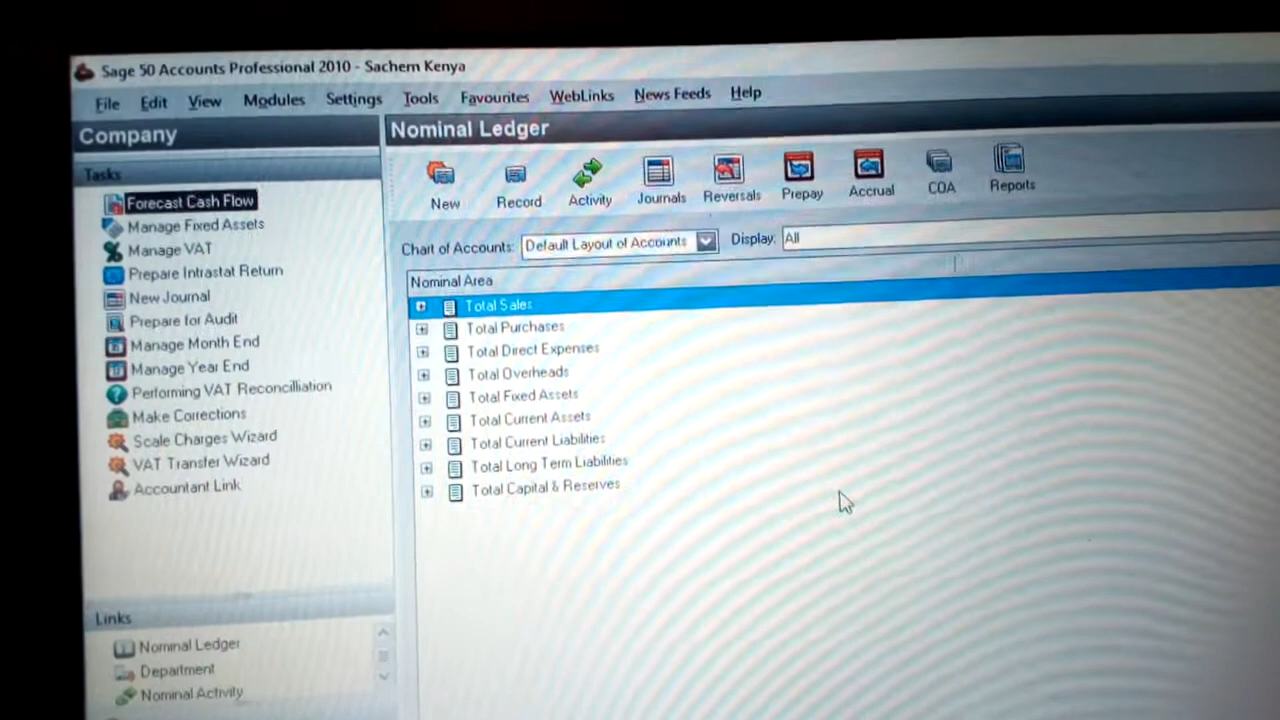 Sage 50 Accounts Professional 2010 - Sachem Kenya
File Edit View Modules Settings Tools Favourites WebLinks News Feeds Help
Company
Tasks
Forecast Cash Flow
Manage Fixed Assets
Manage VAT
Prepare Intrastat Return
New Journal
Prepare for Audit
Manage Month End
Manage Year End
Performing VAT Reconcilliation
Make Corrections
Scale Charges Wizard
VAT Transfer Wizard
Accountant Link
Links
Nominal Ledger
Department
Nominal Activity
Nominal Ledger
New Record Activity Journals Reversals Prepay Accrual COA Reports
Chart of Accounts: Default Layout of Accounts Display: All
Nominal Area
Total Sales
Total Purchases
Total Direct Expenses
Total Overheads
Total Fixed Assets
Total Current Assets
Total Current Liabilities
Total Long Term Liabilities
Total Capital & Reserves